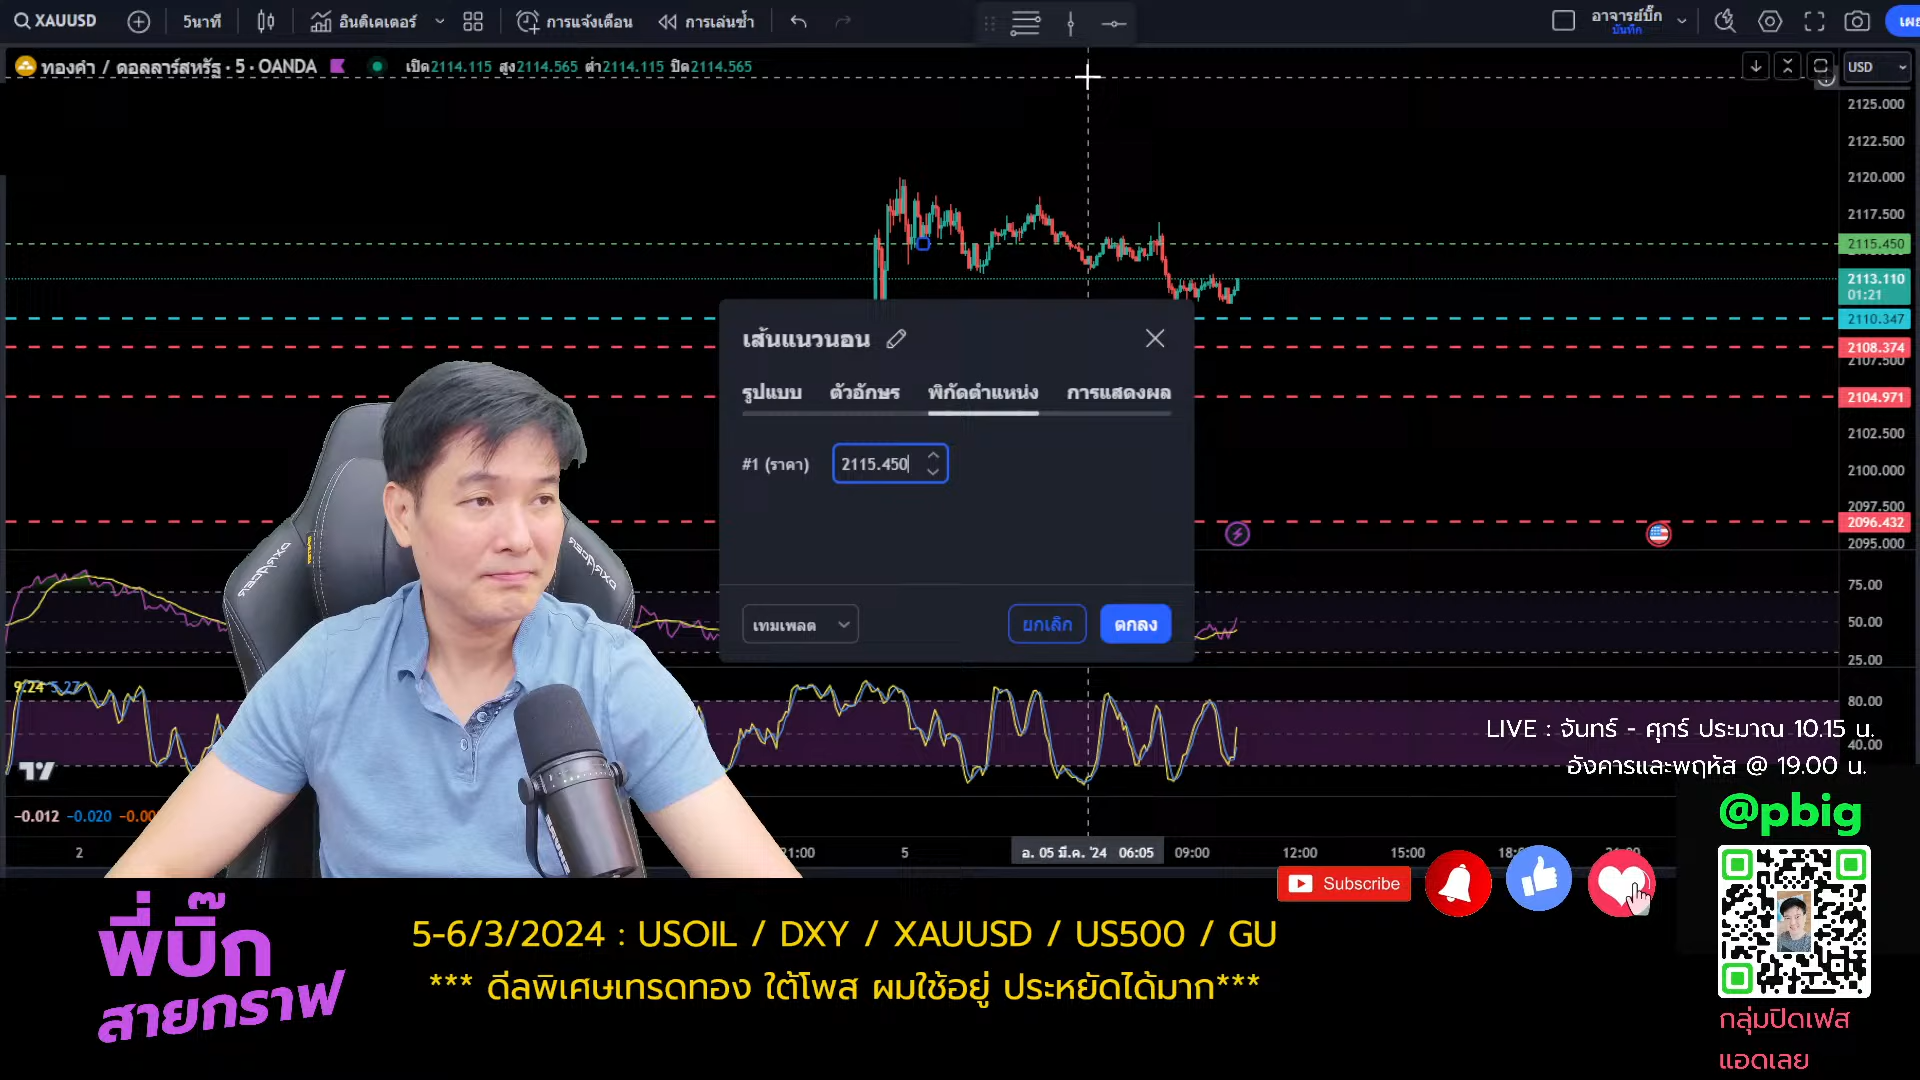 XAUUSD
5นาที
อินดิเคเตอร์
การแจ้งเตือน
การเล่นซ้ำ
อาจารย์บิ๊ก
บันทึก
ทองคำ / ดอลลาร์สหรัฐ · 5 · OANDA
เปิด2114.115 สูง2114.565 ต่ำ2114.115 ปิด2114.565
USD
2125.000
2122.500
2120.000
2117.500
2115.450
2113.110
01:21
2110.347
2108.374
2107.500
2104.971
2102.500
2100.000
2097.500
2096.432
2095.000
เส้นแนวนอน
รูปแบบ
ตัวอักษร
พิกัดตำแหน่ง
การแสดงผล
#1 (ราคา)
2115.450
เทมเพลต
ยกเลิก
ตกลง
75.00
50.00
25.00
9.24 5.27
80.00
40.00
DXRACER
DXRACER
LIVE : จันทร์ - ศุกร์ ประมาณ 10.15 น.
อังคารและพฤหัส @ 19.00 น.
−0.012 −0.020
2
21:00
5
อ. 05 มี.ค. '24 06:05
09:00
12:00
15:00
@pbig
Subscribe
พี่บิ๊ก
สายกราฟ
5-6/3/2024 : USOIL / DXY / XAUUSD / US500 / GU
*** ดีลพิเศษเทรดทอง ใต้โพส ผมใช้อยู่ ประหยัดได้มาก***
กลุ่มปิดเฟส
แอดเลย